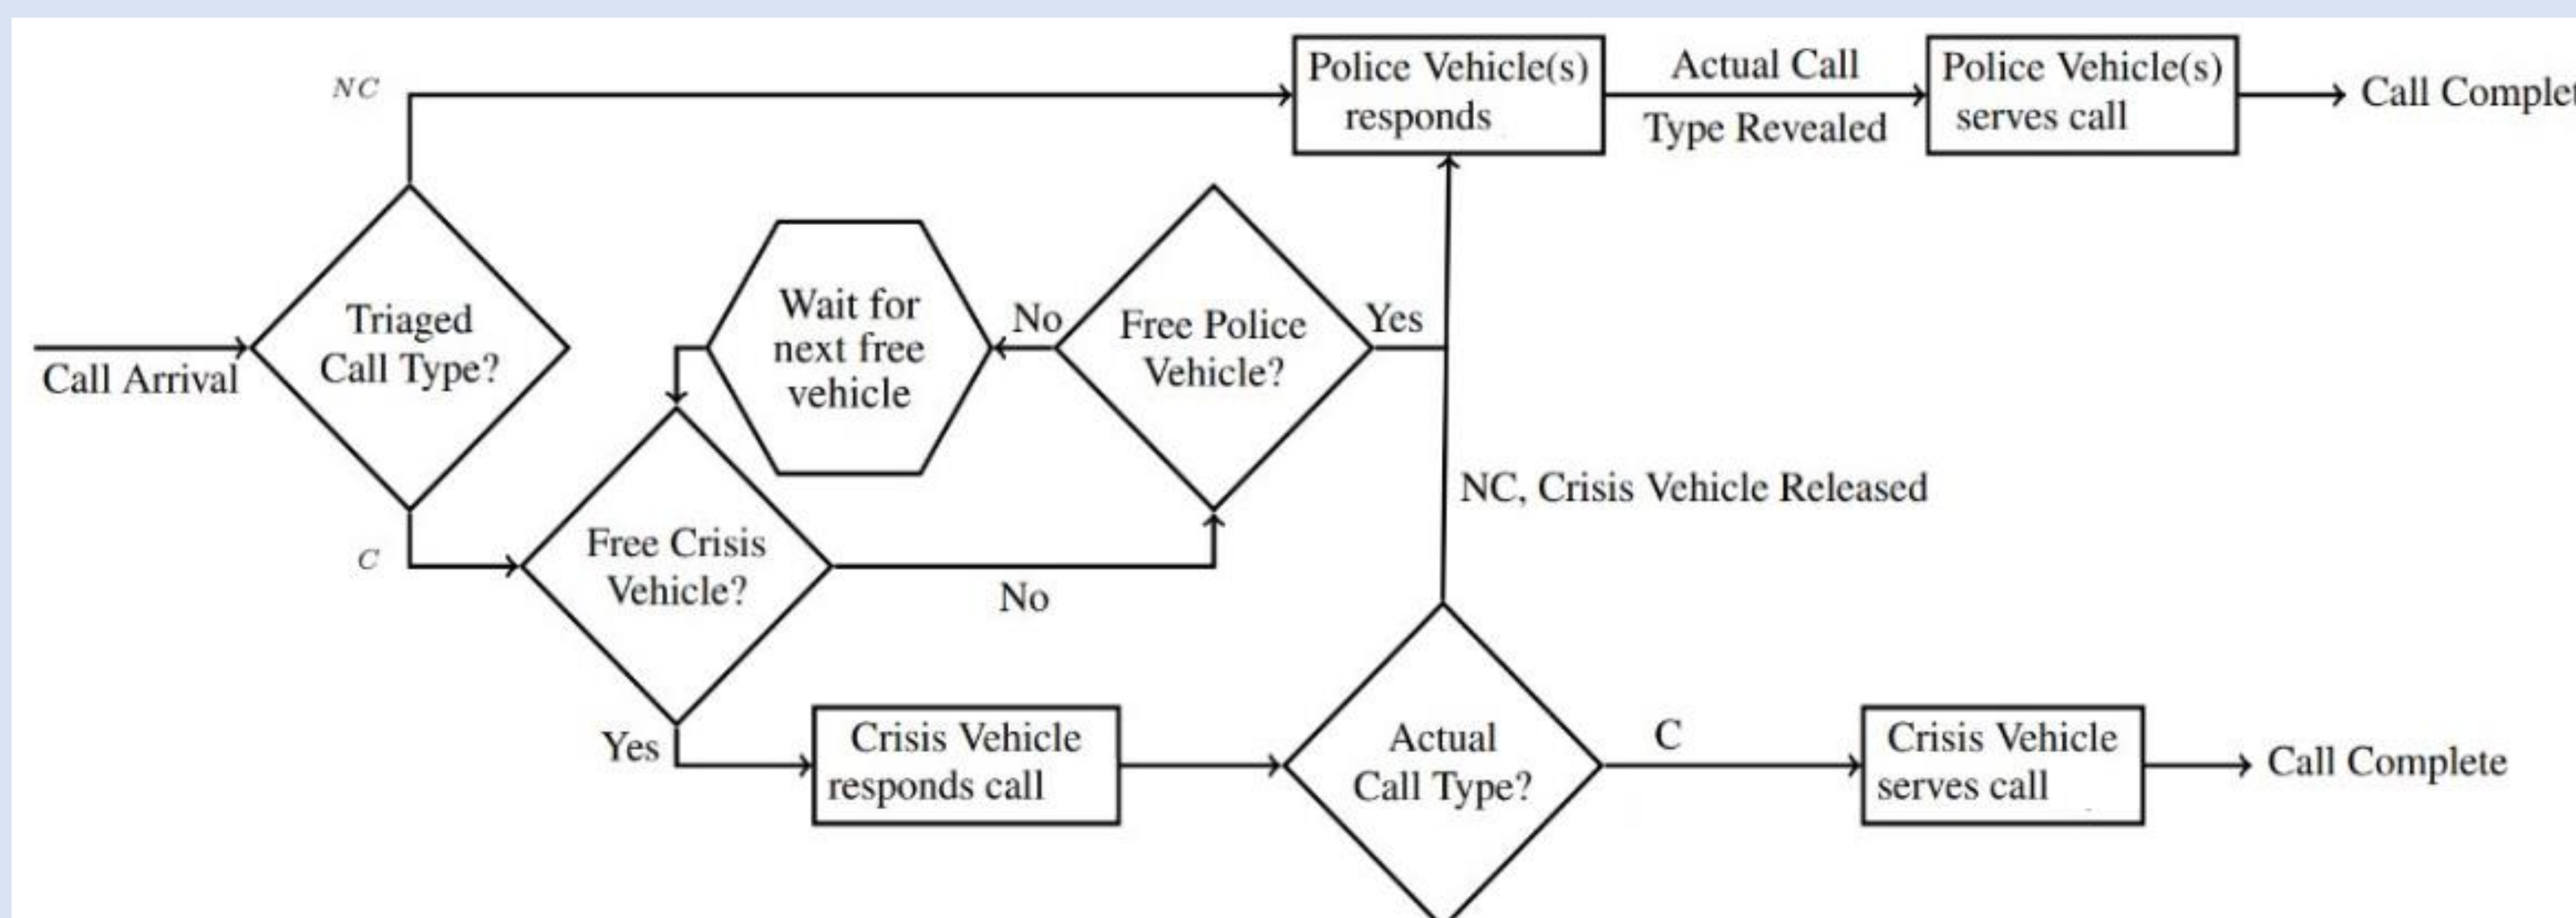 NC
Police Vehicle(s)
responds
Actual Call
Type Revealed
Police Vehicle(s)
serves call
Call Complet
Triaged
Call Type?
Call Arrival
Wait for
next free
vehicle
No
Free Police
Vehicle?
Yes
NC, Crisis Vehicle Released
C
Free Crisis
Vehicle?
No
Yes
Crisis Vehicle
responds call
Actual
Call Type?
C
Crisis Vehicle
serves call
Call Complete